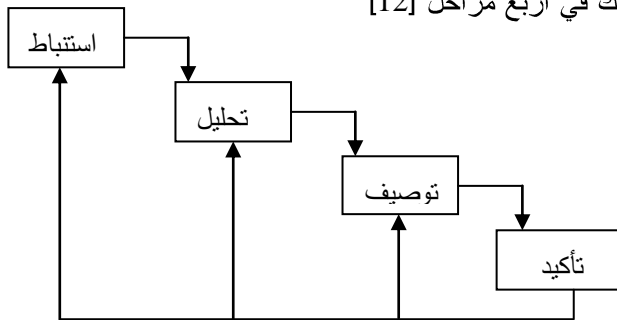 في أربع مراحل [12]
استنباط
تحليل
توصيف
تأكيد